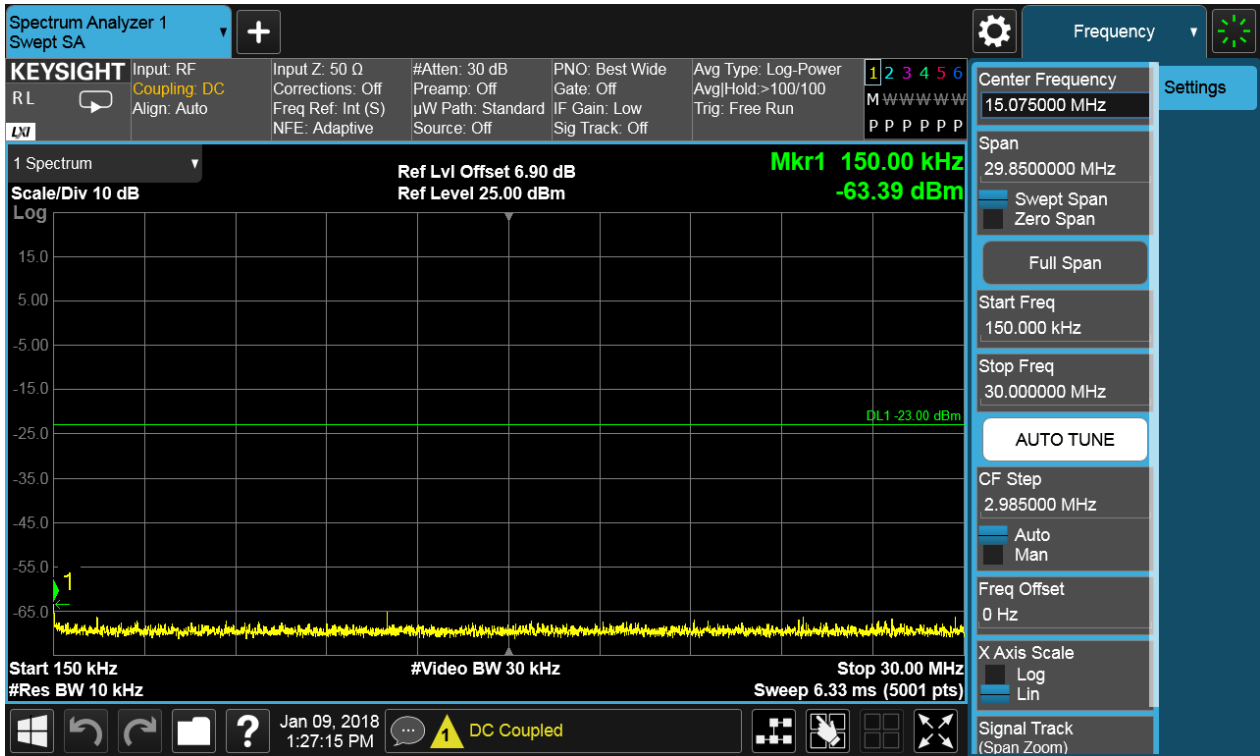 Spectrum Analyzer 1
Swept SA
+
Frequency
KEYSIGHT
RL
LXI
Input: RF
Coupling: DC
Align: Auto
Input Z: 50 Ω
Corrections: Off
Freq Ref: Int (S)
NFE: Adaptive
#Atten: 30 dB
Preamp: Off
µW Path: Standard
Source: Off
PNO: Best Wide
Gate: Off
IF Gain: Low
Sig Track: Off
Avg Type: Log-Power
Avg|Hold:>100/100
Trig: Free Run
1 2 3 4 5 6
M W W W W W
P P P P P P
1 Spectrum
Scale/Div 10 dB
Log
Ref Lvl Offset 6.90 dB
Ref Level 25.00 dBm
Mkr1 150.00 kHz
-63.39 dBm
15.0
5.00
-5.00
-15.0
DL1 -23.00 dBm
-25.0
-35.0
-45.0
-55.0
1
-65.0
Start 150 kHz
#Video BW 30 kHz
Stop 30.00 MHz
#Res BW 10 kHz
Sweep 6.33 ms (5001 pts)
Center Frequency
15.075000 MHz
Span
29.8500000 MHz
Swept Span
Zero Span
Full Span
Start Freq
150.000 kHz
Stop Freq
30.000000 MHz
AUTO TUNE
CF Step
2.985000 MHz
Auto
Man
Freq Offset
0 Hz
X Axis Scale
Log
Lin
Signal Track
(Span Zoom)
Settings
?
Jan 09, 2018
1:27:15 PM
1
DC Coupled